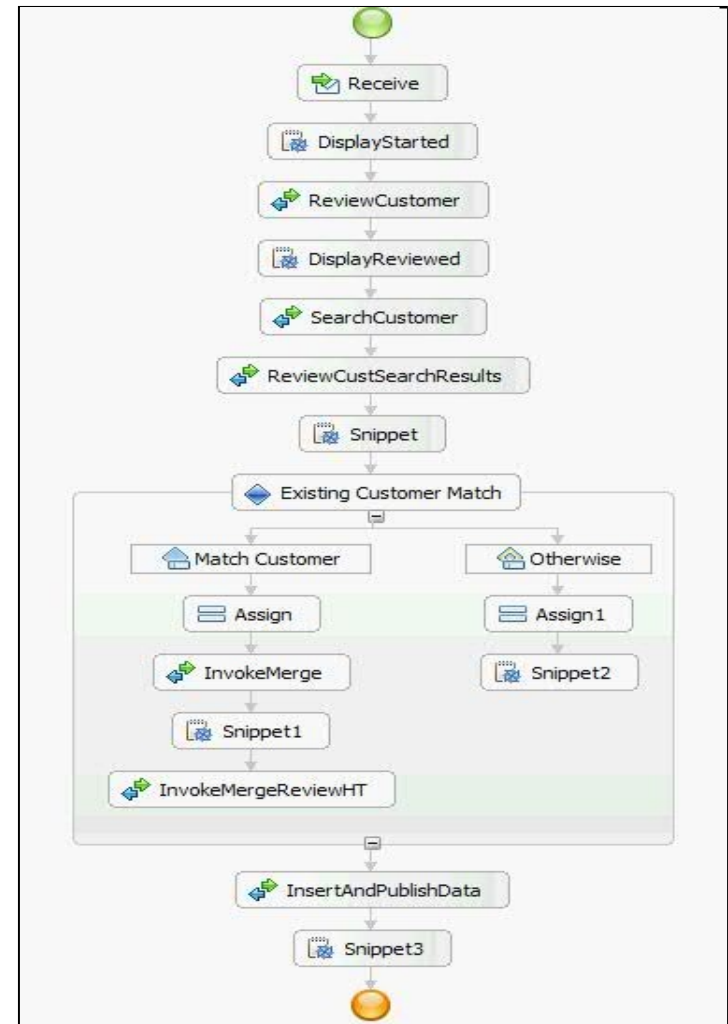 Receive
DisplayStarted
ReviewCustomer
DisplayReviewed
SearchCustomer
ReviewCustSearchResults
Snippet
Existing Customer Match
Match Customer
Otherwise
Assign
Assign1
InvokeMerge
Snippet2
Snippet1
InvokeMergeReviewHT
InsertAndPublishData
Snippet3